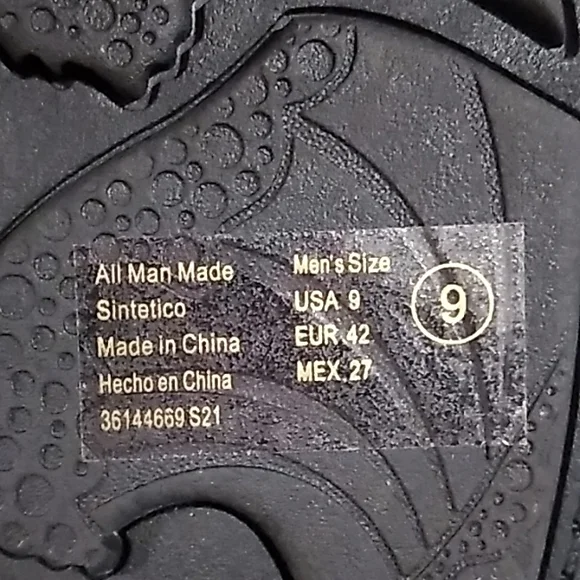 All Man Made
Sintetico
Made in China
Hecho en China
36144669 S21
Men's Size
USA 9
EUR 42
MEX 27
9